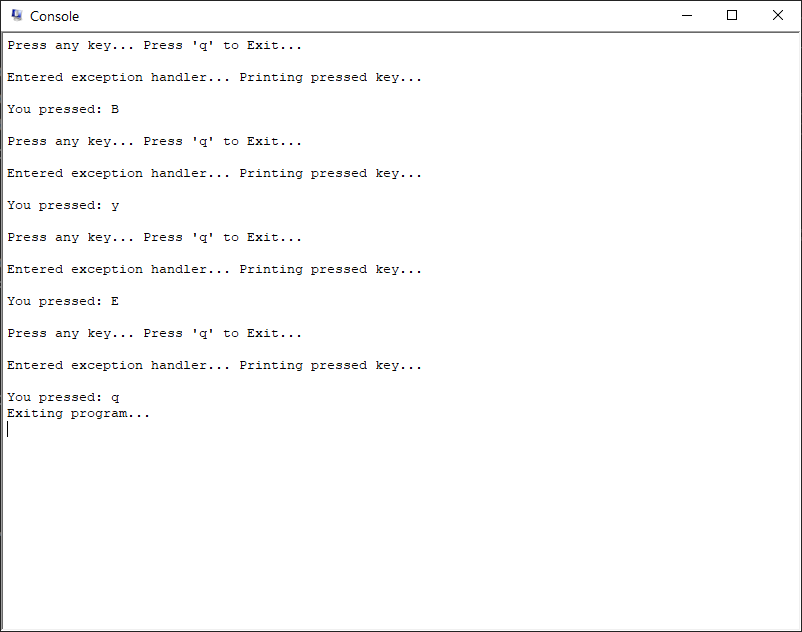 Console
Press any key... Press 'q' to Exit...
Entered exception handler... Printing pressed key...
You pressed: B
Press any key... Press 'q' to Exit...
Entered exception handler... Printing pressed key...
You pressed: y
Press any key... Press 'q' to Exit...
Entered exception handler... Printing pressed key...
You pressed: E
Press any key... Press 'q' to Exit...
Entered exception handler... Printing pressed key...
You pressed: q
Exiting program...